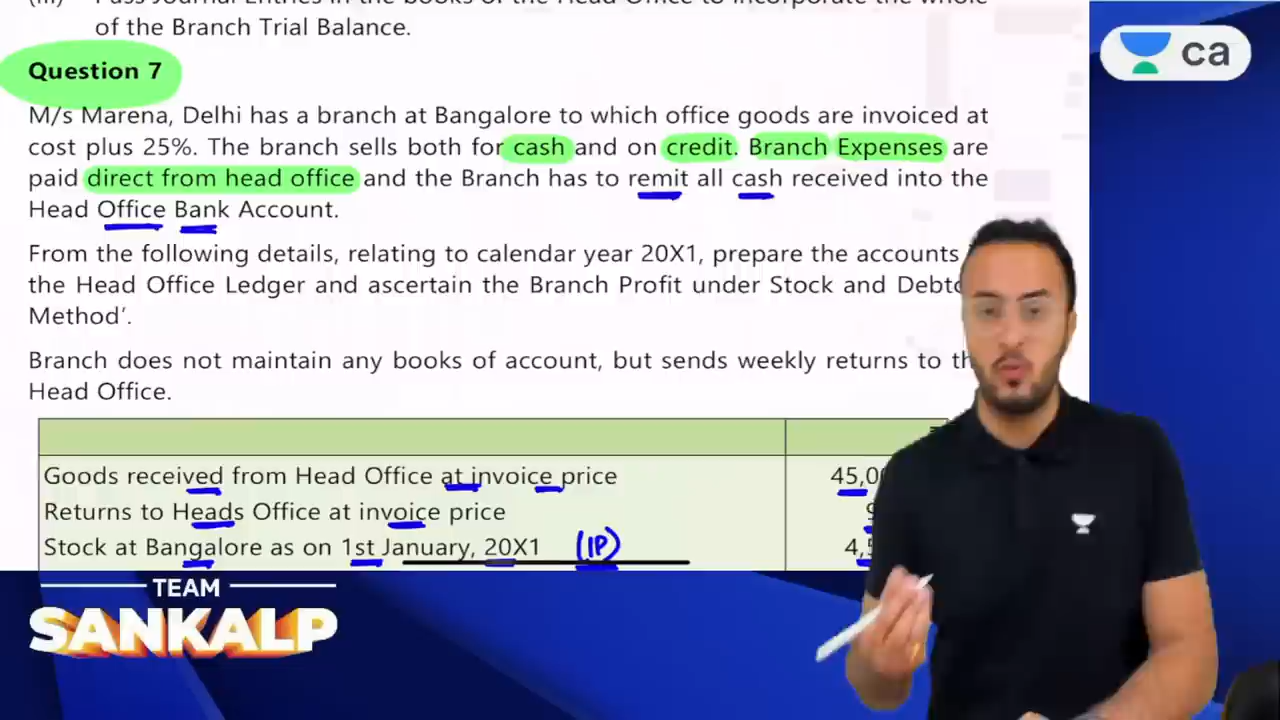 of the Branch Trial Balance.
Question 7
M/s Marena, Delhi has a branch at Bangalore to which office goods are invoiced at
cost plus 25%. The branch sells both for cash and on credit. Branch Expenses are
paid direct from head office and the Branch has to remit all cash received into the
Head Office Bank Account.
From the following details, relating to calendar year 20X1, prepare the accounts
the Head Office Ledger and ascertain the Branch Profit under Stock and
Method’.
Branch does not maintain any books of account, but sends weekly returns to
Head Office.
Goods received from Head Office at invoice price
Returns to Heads Office at invoice price
Stock at Bangalore as on 1st January, 20X1 (IP)
ca
TEAM
SANKALP